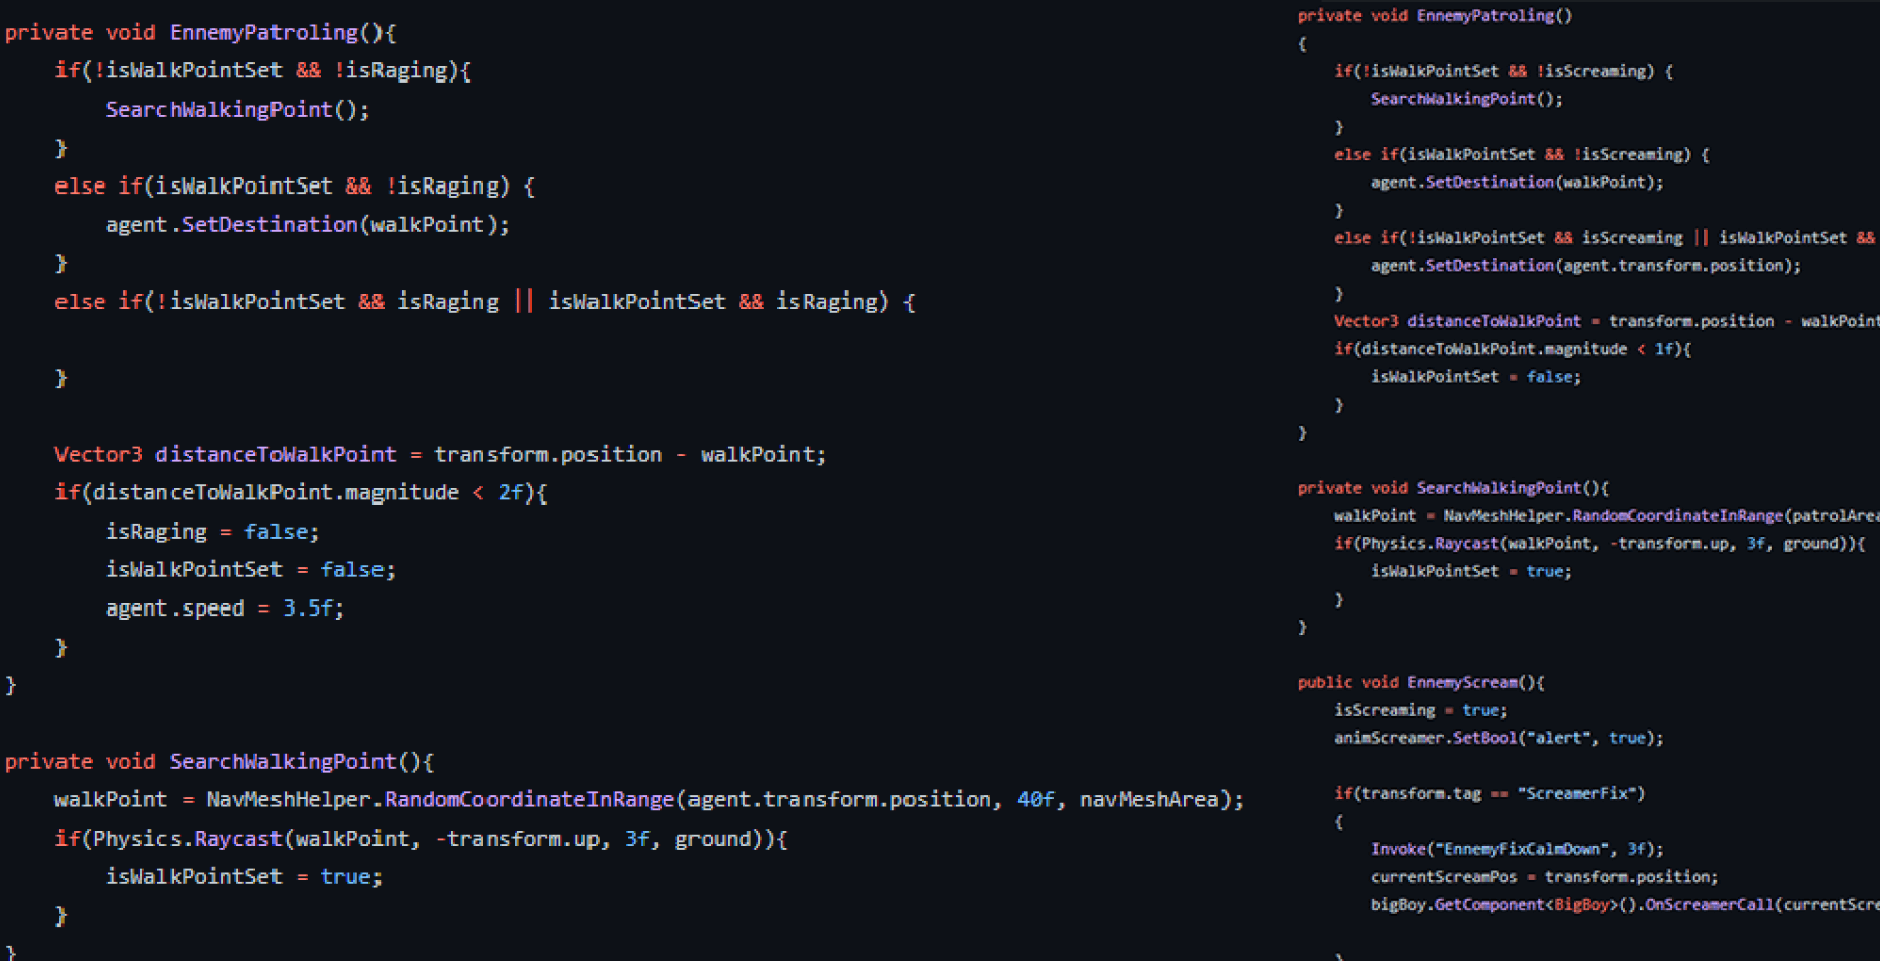 private void EnnemyPatroling(){
if(!isWalkPointSet && !isRaging){
SearchWalkingPoint();
}
else if(isWalkPointSet && !isRaging) {
agent.SetDestination(walkPoint);
}
else if(!isWalkPointSet && isRaging || isWalkPointSet && isRaging) {
}
Vector3 distanceToWalkPoint = transform.position - walkPoint;
if(distanceToWalkPoint.magnitude < 2f){
isRaging = false;
isWalkPointSet = false;
agent.speed = 3.5f;
}
}
private void SearchWalkingPoint(){
walkPoint = NavMeshHelper.RandomCoordinateInRange(agent.transform.position, 40f, navMeshArea);
if(Physics.Raycast(walkPoint, -transform.up, 3f, ground)){
isWalkPointSet = true;
}
}
private void EnnemyPatroling()
{
if(!isWalkPointSet && !isScreaming) {
SearchWalkingPoint();
}
else if(isWalkPointSet && !isScreaming) {
agent.SetDestination(walkPoint);
}
else if(!isWalkPointSet && isScreaming || isWalkPointSet &&
agent.SetDestination(agent.transform.position);
}
Vector3 distanceToWalkPoint = transform.position - walkPoint
if(distanceToWalkPoint.magnitude < 1f){
isWalkPointSet = false;
}
}
private void SearchWalkingPoint(){
walkPoint = NavMeshHelper.RandomCoordinateInRange(patrolArea
if(Physics.Raycast(walkPoint, -transform.up, 3f, ground)){
isWalkPointSet = true;
}
}
public void EnnemyScream(){
isScreaming = true;
animScreamer.SetBool("alert", true);
if(transform.tag == "ScreamerFix")
{
Invoke("EnnemyFixCalmDown", 3f);
currentScreamPos = transform.position;
bigBoy.GetComponent<BigBoy>().OnScreamerCall(currentScre
}